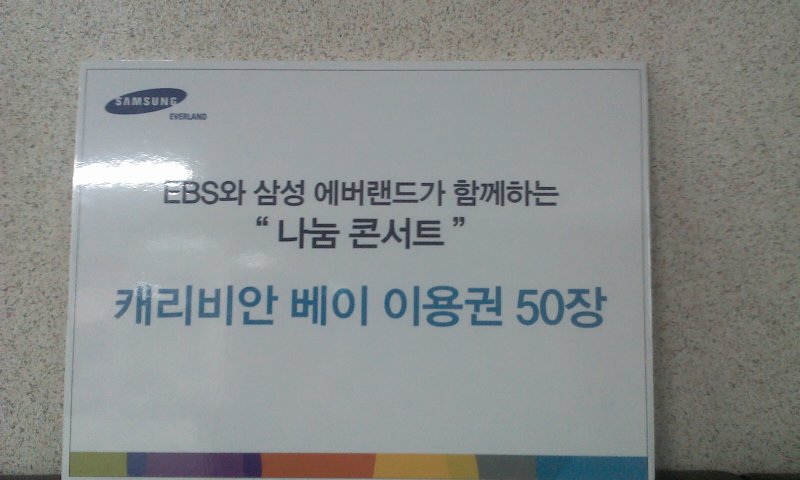 SAMSUNG
EVERLAND
EBS와 삼성 에버랜드가 함께하는
“ 나눔 콘서트 ”
캐리비안 베이 이용권 50장